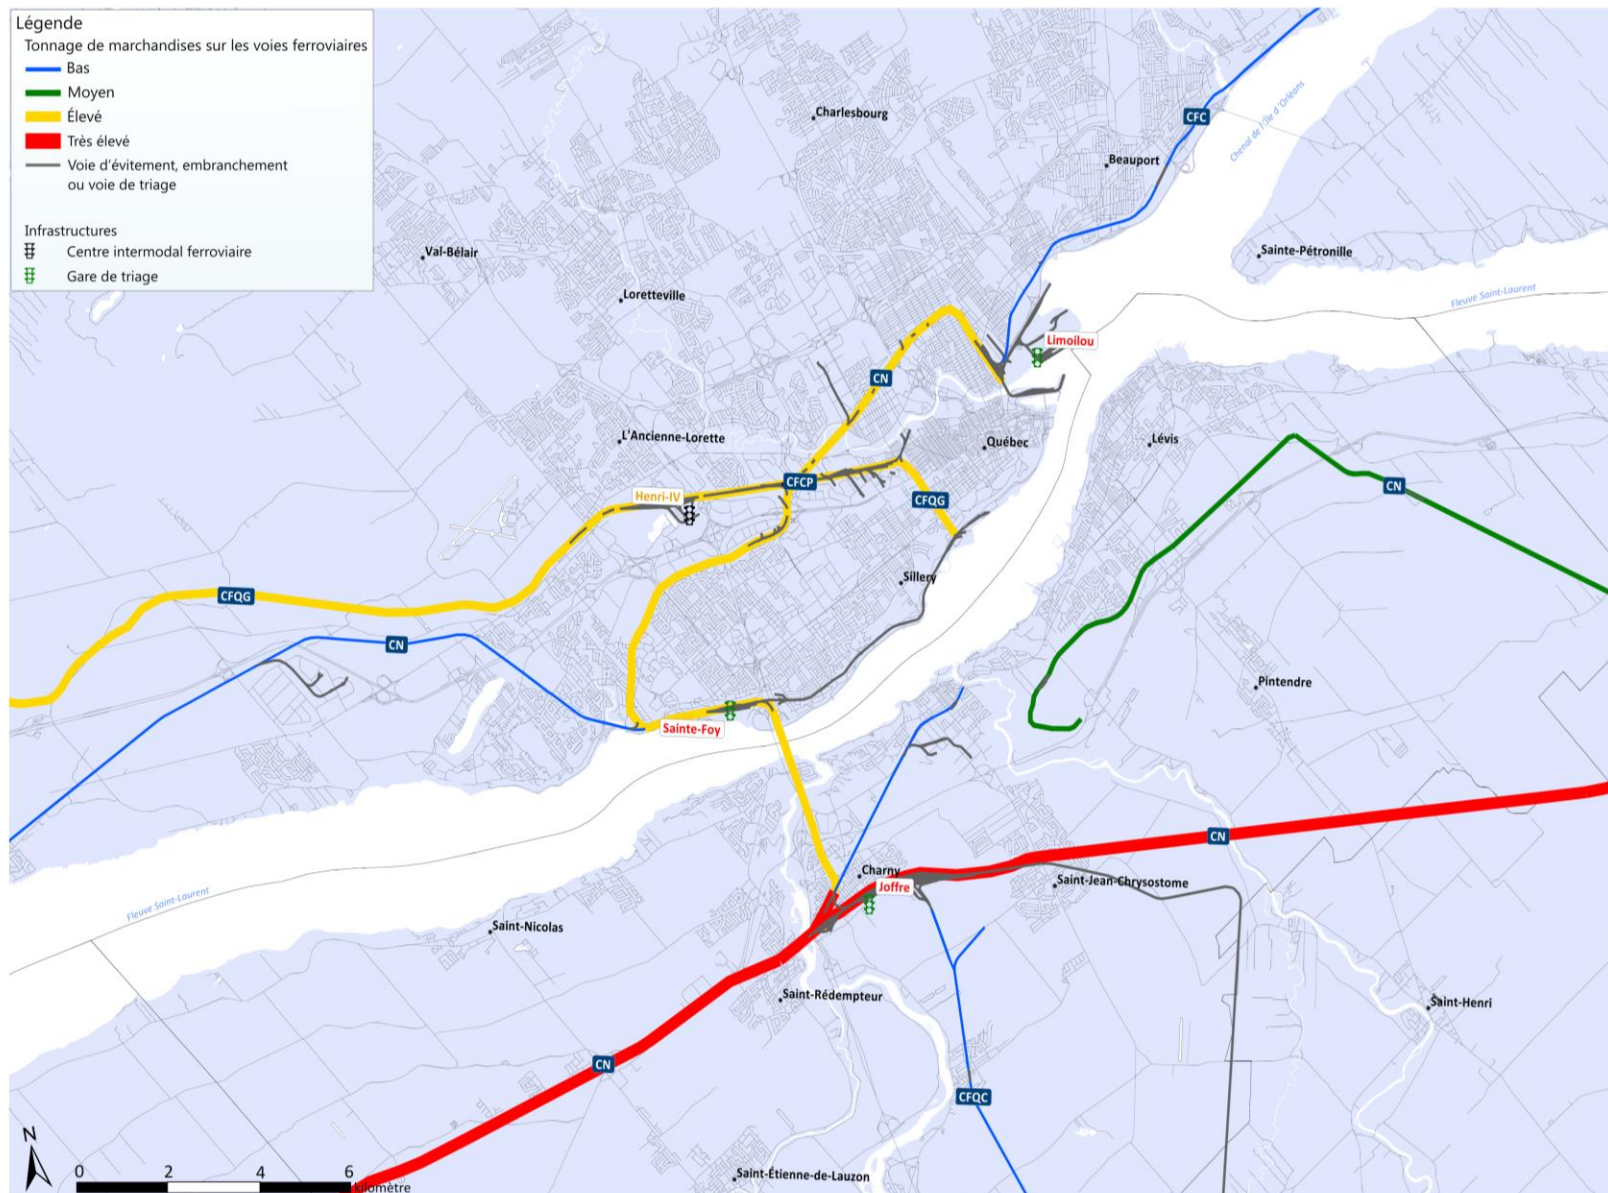 Légende
Tonnage de marchandises sur les voies ferroviaires
Bas
Moyen
Élevé
Très élevé
Voie d'évitement, embranchement
ou voie de triage
Infrastructures
Centre intermodal ferroviaire
Gare de triage
Charlesbourg
CFC
Chenal de l'Île d'Orléans
Beauport
Val-Bélair
Sainte-Pétronille
Loretteville
Fleuve Saint-Laurent
Limoilou
CN
L'Ancienne-Lorette
Québec
Lévis
CFCP
CN
Henri-IV
CFQG
Sillery
CFQG
CN
Pintendre
Sainte-Foy
CN
Charny
Joffre
Saint-Jean-Chrysostome
Fleuve Saint-Laurent
Saint-Nicolas
Saint-Rédempteur
Saint-Henri
CN
CFQC
N
Saint-Étienne-de-Lauzon
0 2 4 6
kilomètre